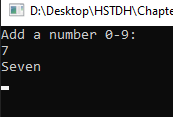 D:\Desktop\HSTDH\Chapte
Add a number 0-9:
7
Seven